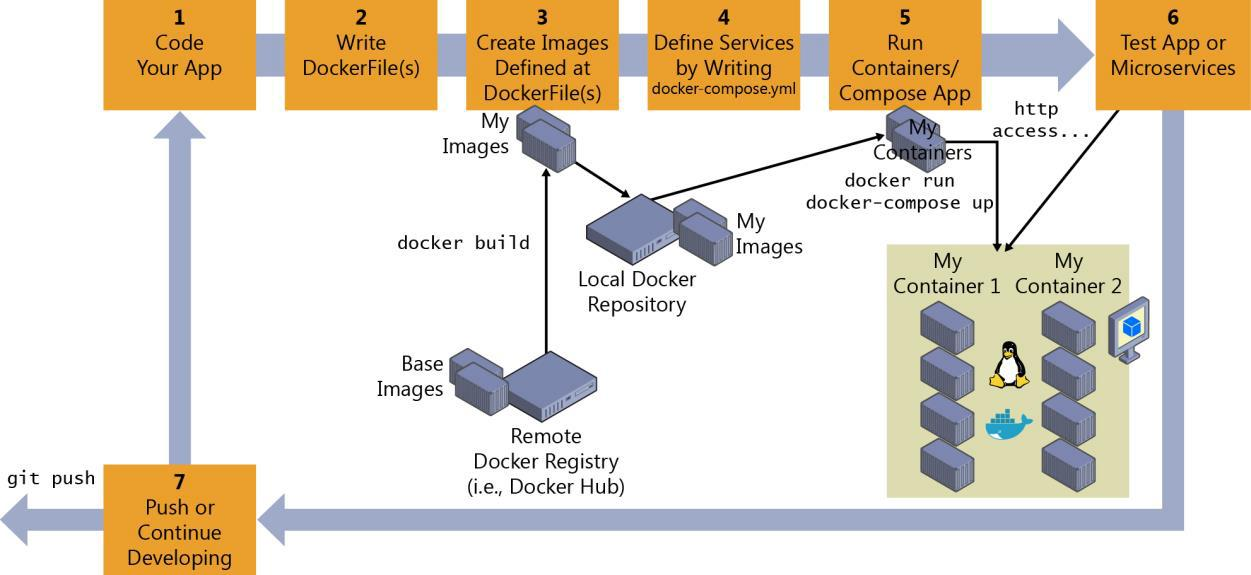 1
Code
Your App
2
Write
DockerFile(s)
3
Create Images
Defined at
DockerFile(s)
4
Define Services
by Writing
docker-compose.yml
5
Run
Containers/
Compose App
6
Test App or
Microservices
My
Images
My
Containers
http
access...
docker run
docker-compose up
docker build
My
Images
Local Docker
Repository
My
Container 1
My
Container 2
Base
Images
Remote
Docker Registry
(i.e., Docker Hub)
git push
7
Push or
Continue
Developing